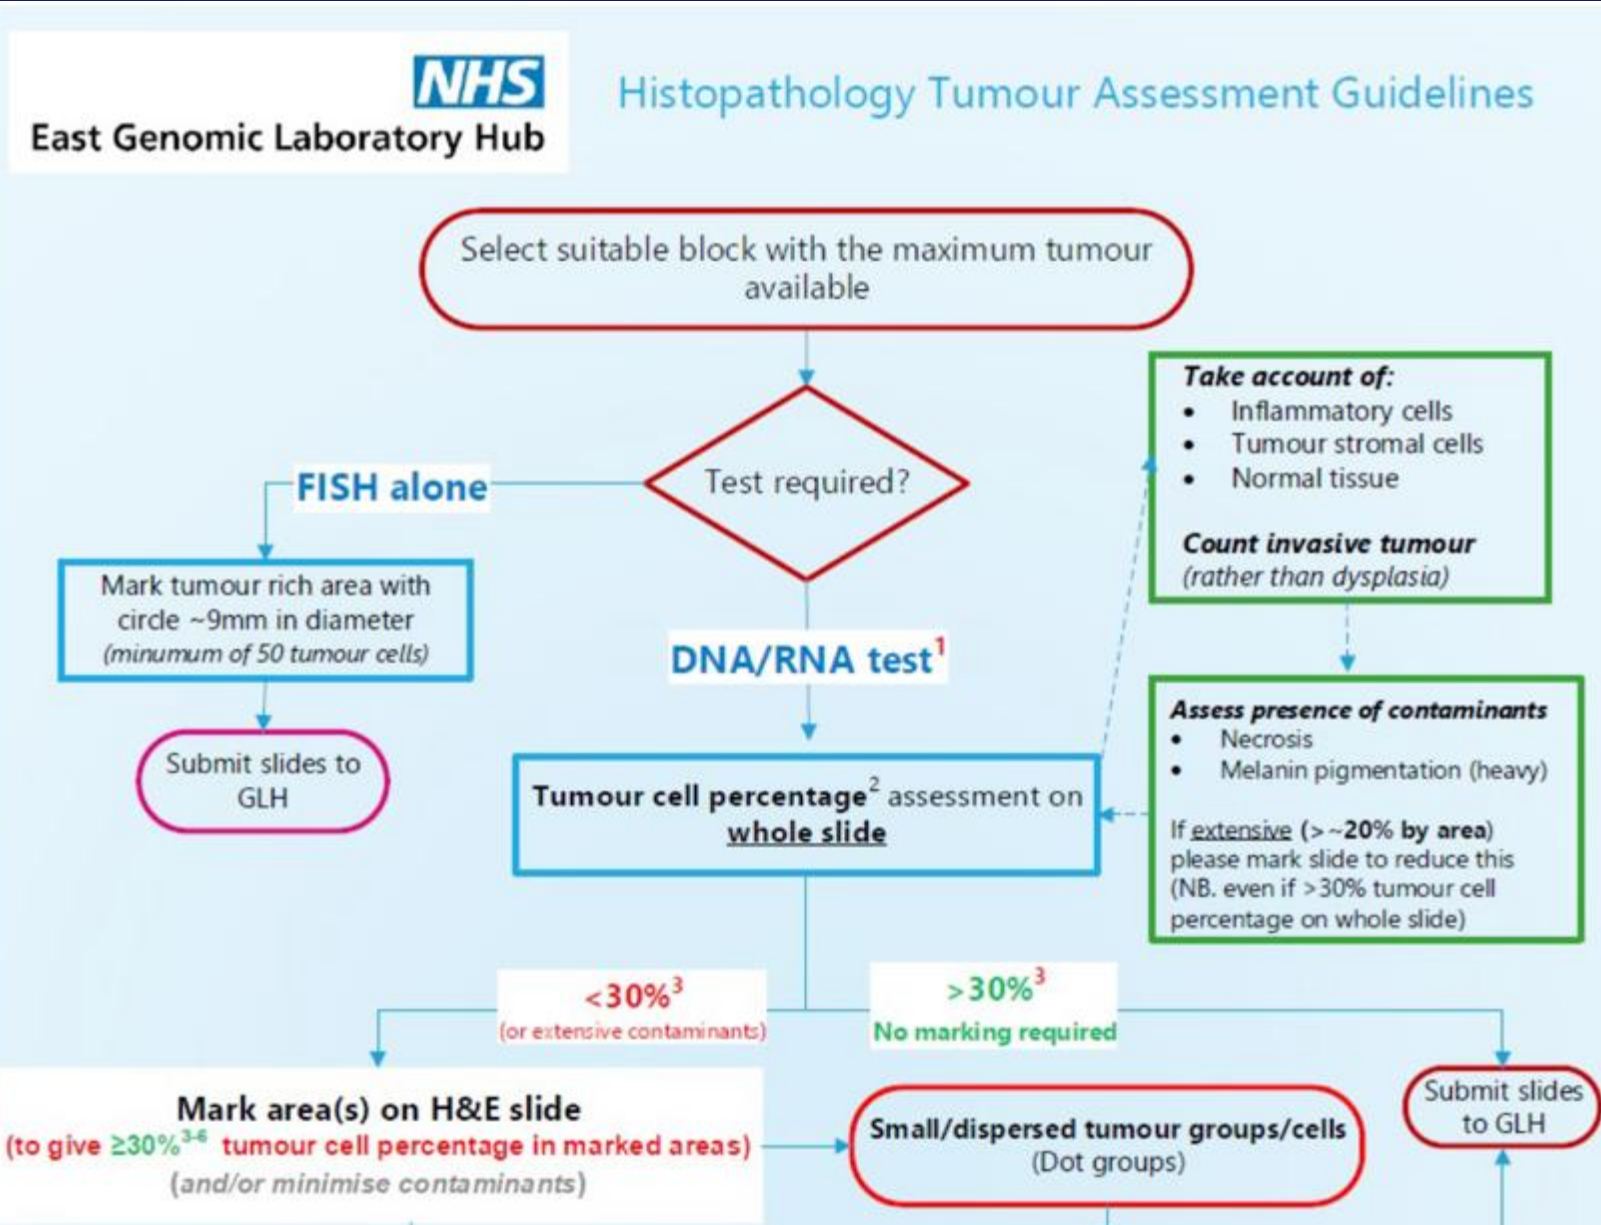 NHS
East Genomic Laboratory Hub
Histopathology Tumour Assessment Guidelines
Select suitable block with the maximum tumour
available
Test required?
FISH alone
Mark tumour rich area with
circle ~9mm in diameter
(minumum of 50 tumour cells)
Submit slides to
GLH
DNA/RNA test1
Take account of:
• Inflammatory cells
• Tumour stromal cells
• Normal tissue
Count invasive tumour
(rather than dysplasia)
Assess presence of contaminants
• Necrosis
• Melanin pigmentation (heavy)
If extensive (>~20% by area)
please mark slide to reduce this
(NB. even if >30% tumour cell
percentage on whole slide)
Tumour cell percentage2 assessment on
whole slide
<30%3
(or extensive contaminants)
>30%3
No marking required
Mark area(s) on H&E slide
(to give ≥30%3-6 tumour cell percentage in marked areas)
(and/or minimise contaminants)
Small/dispersed tumour groups/cells
(Dot groups)
Submit slides
to GLH